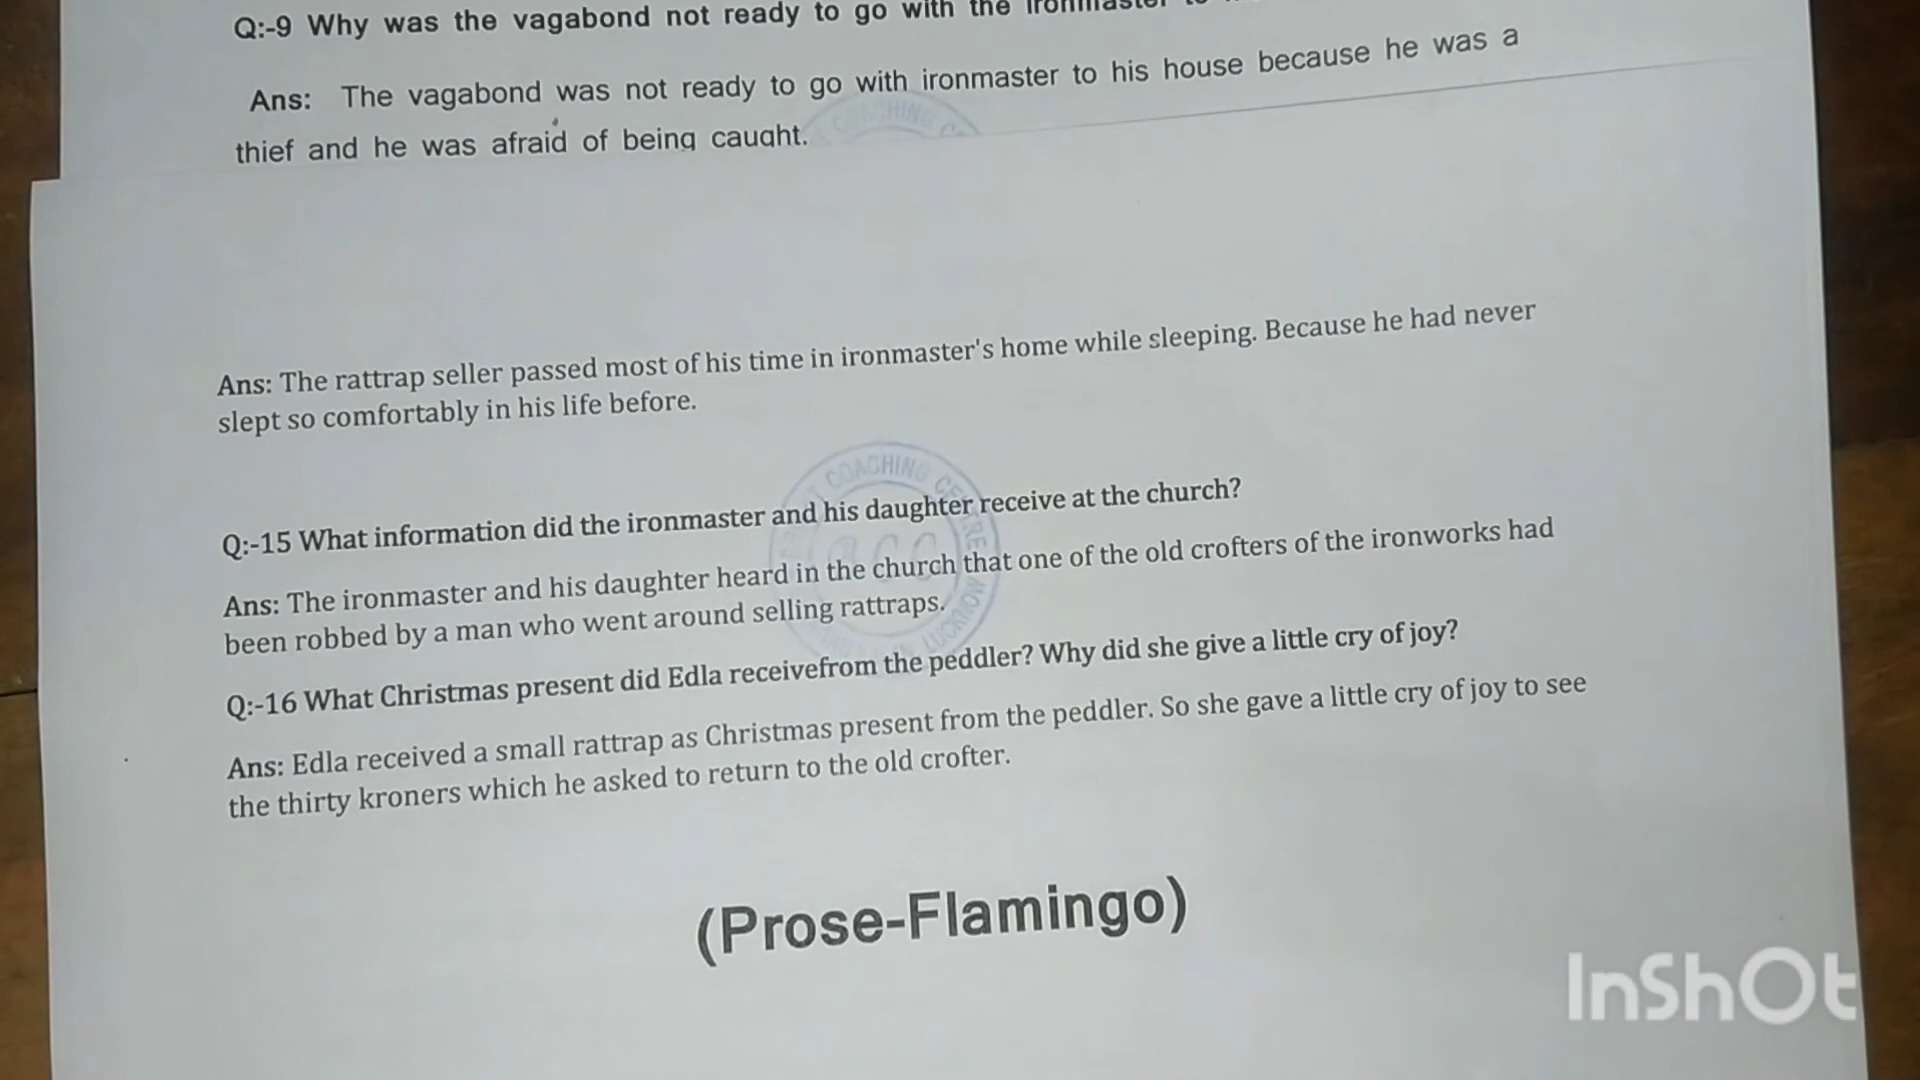 Q:-9 Why was the vagabond not ready to go with the ironmaster to
Ans: The vagabond was not ready to go with ironmaster to his house because he was a
thief and he was afraid of being caught.
Ans: The rattrap seller passed most of his time in ironmaster's home while sleeping. Because he had never
slept so comfortably in his life before.
COACHING CENTRE
LUCKNOW
Q:-15 What information did the ironmaster and his daughter receive at the church?
Ans: The ironmaster and his daughter heard in the church that one of the old crofters of the ironworks had
been robbed by a man who went around selling rattraps.
Q:-16 What Christmas present did Edla receivefrom the peddler? Why did she give a little cry of joy?
Ans: Edla received a small rattrap as Christmas present from the peddler. So she gave a little cry of joy to see
the thirty kroners which he asked to return to the old crofter.
(Prose-Flamingo)
InShOt